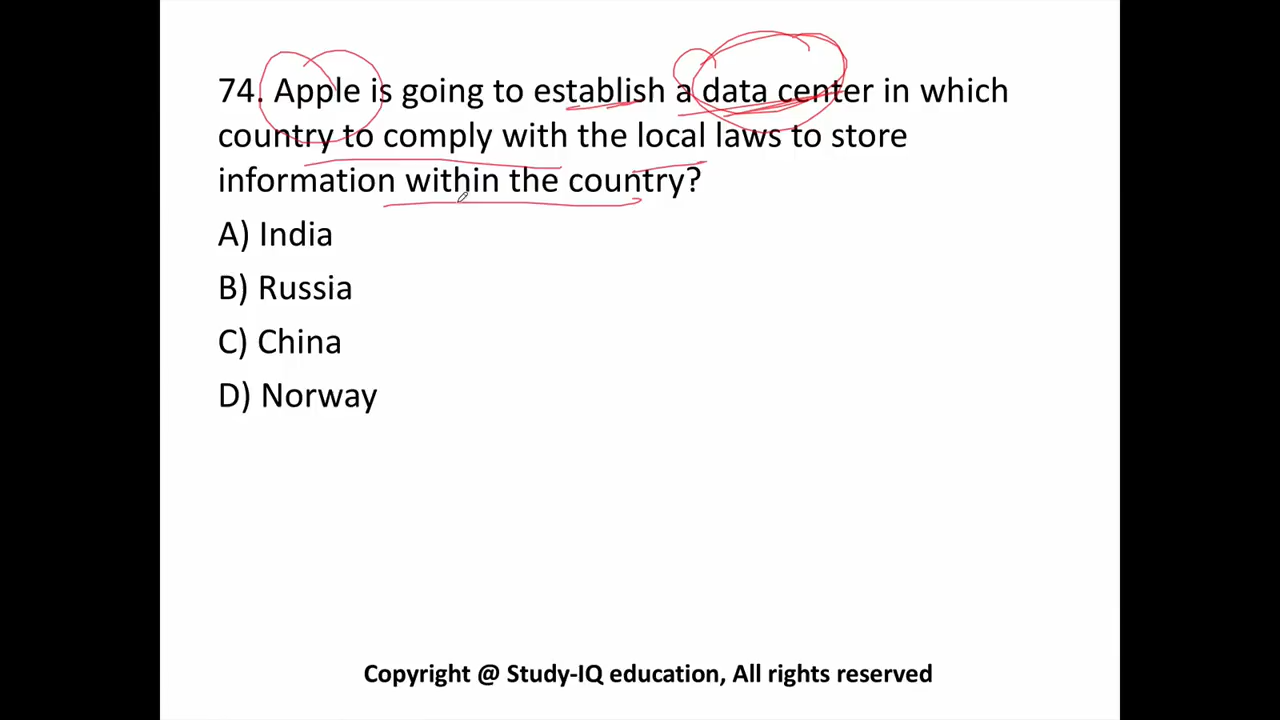 74. Apple is going to establish a data center in which
country to comply with the local laws to store
information within the country?
A) India
B) Russia
C) China
D) Norway
Copyright @ Study-IQ education, All rights reserved